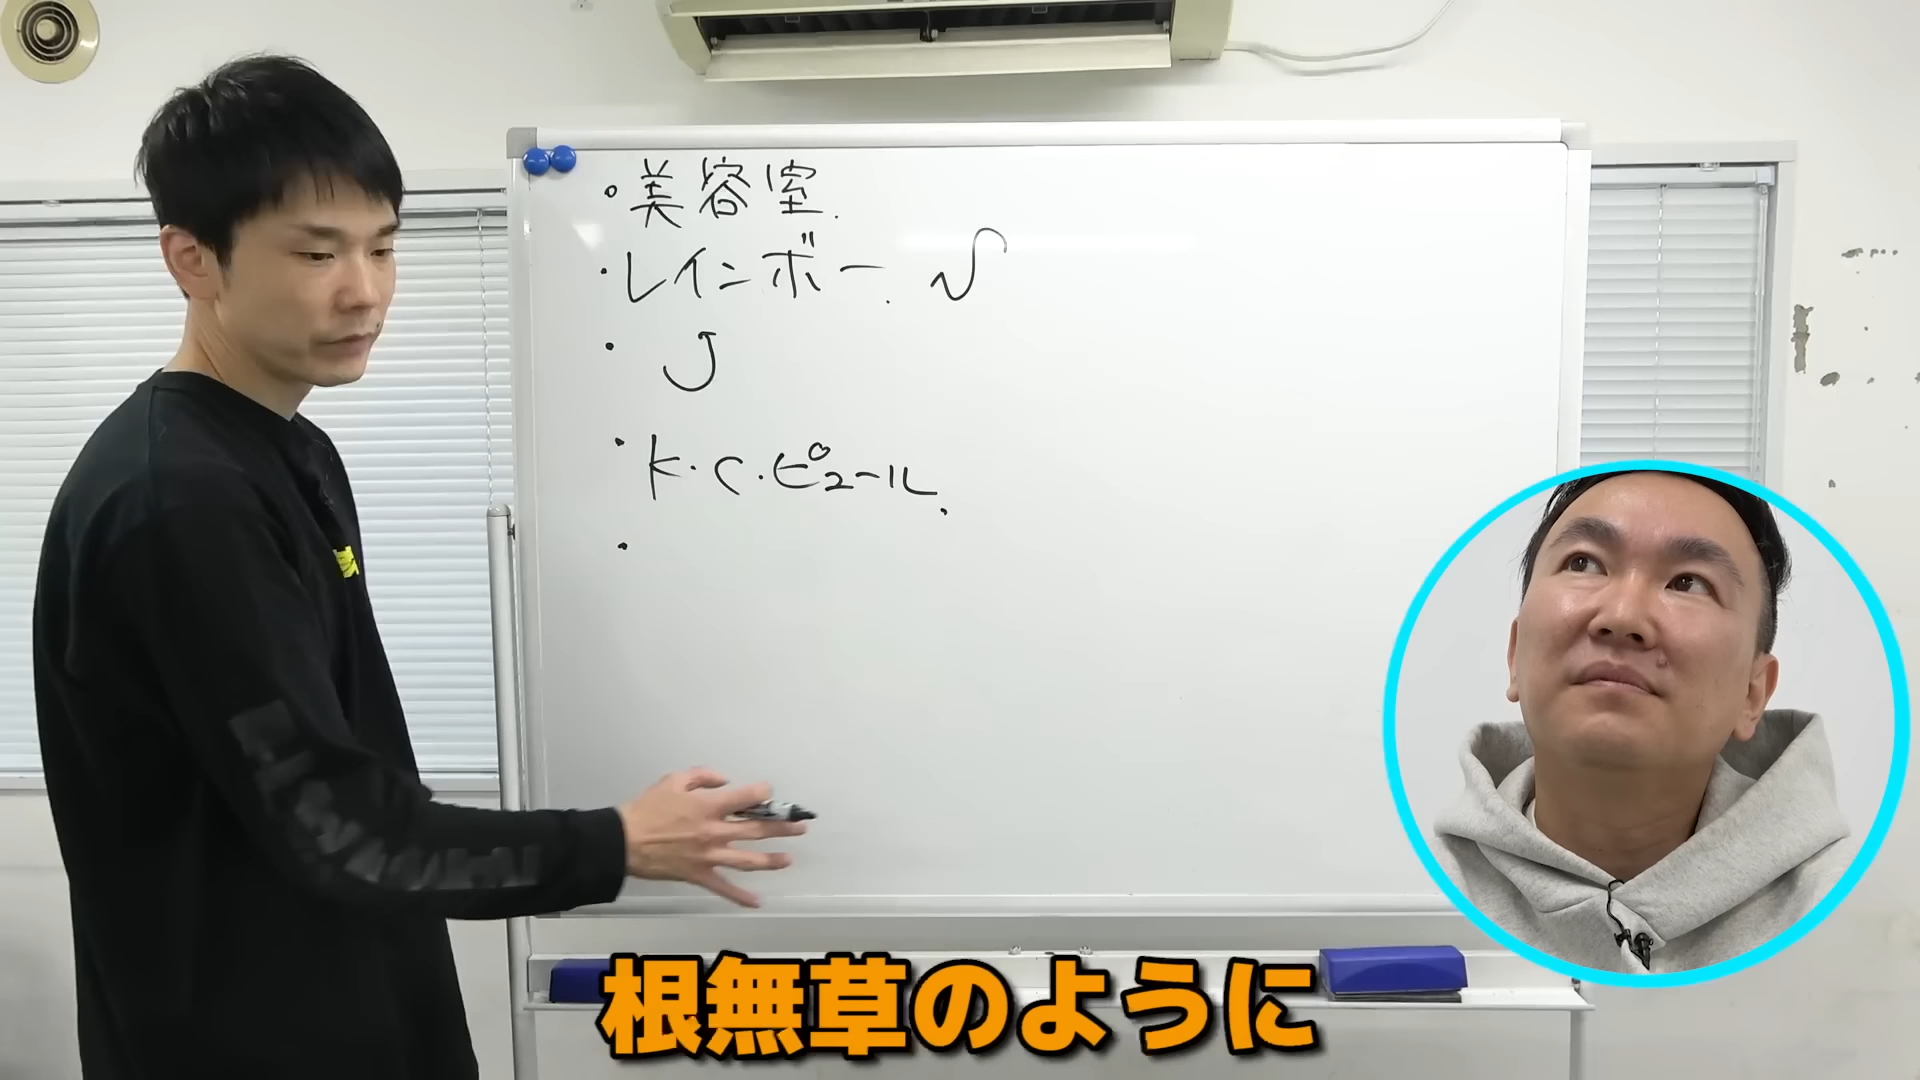 ・美容室.
・レインボー.
・J
・K.C.ピュール.
・
根無草のように